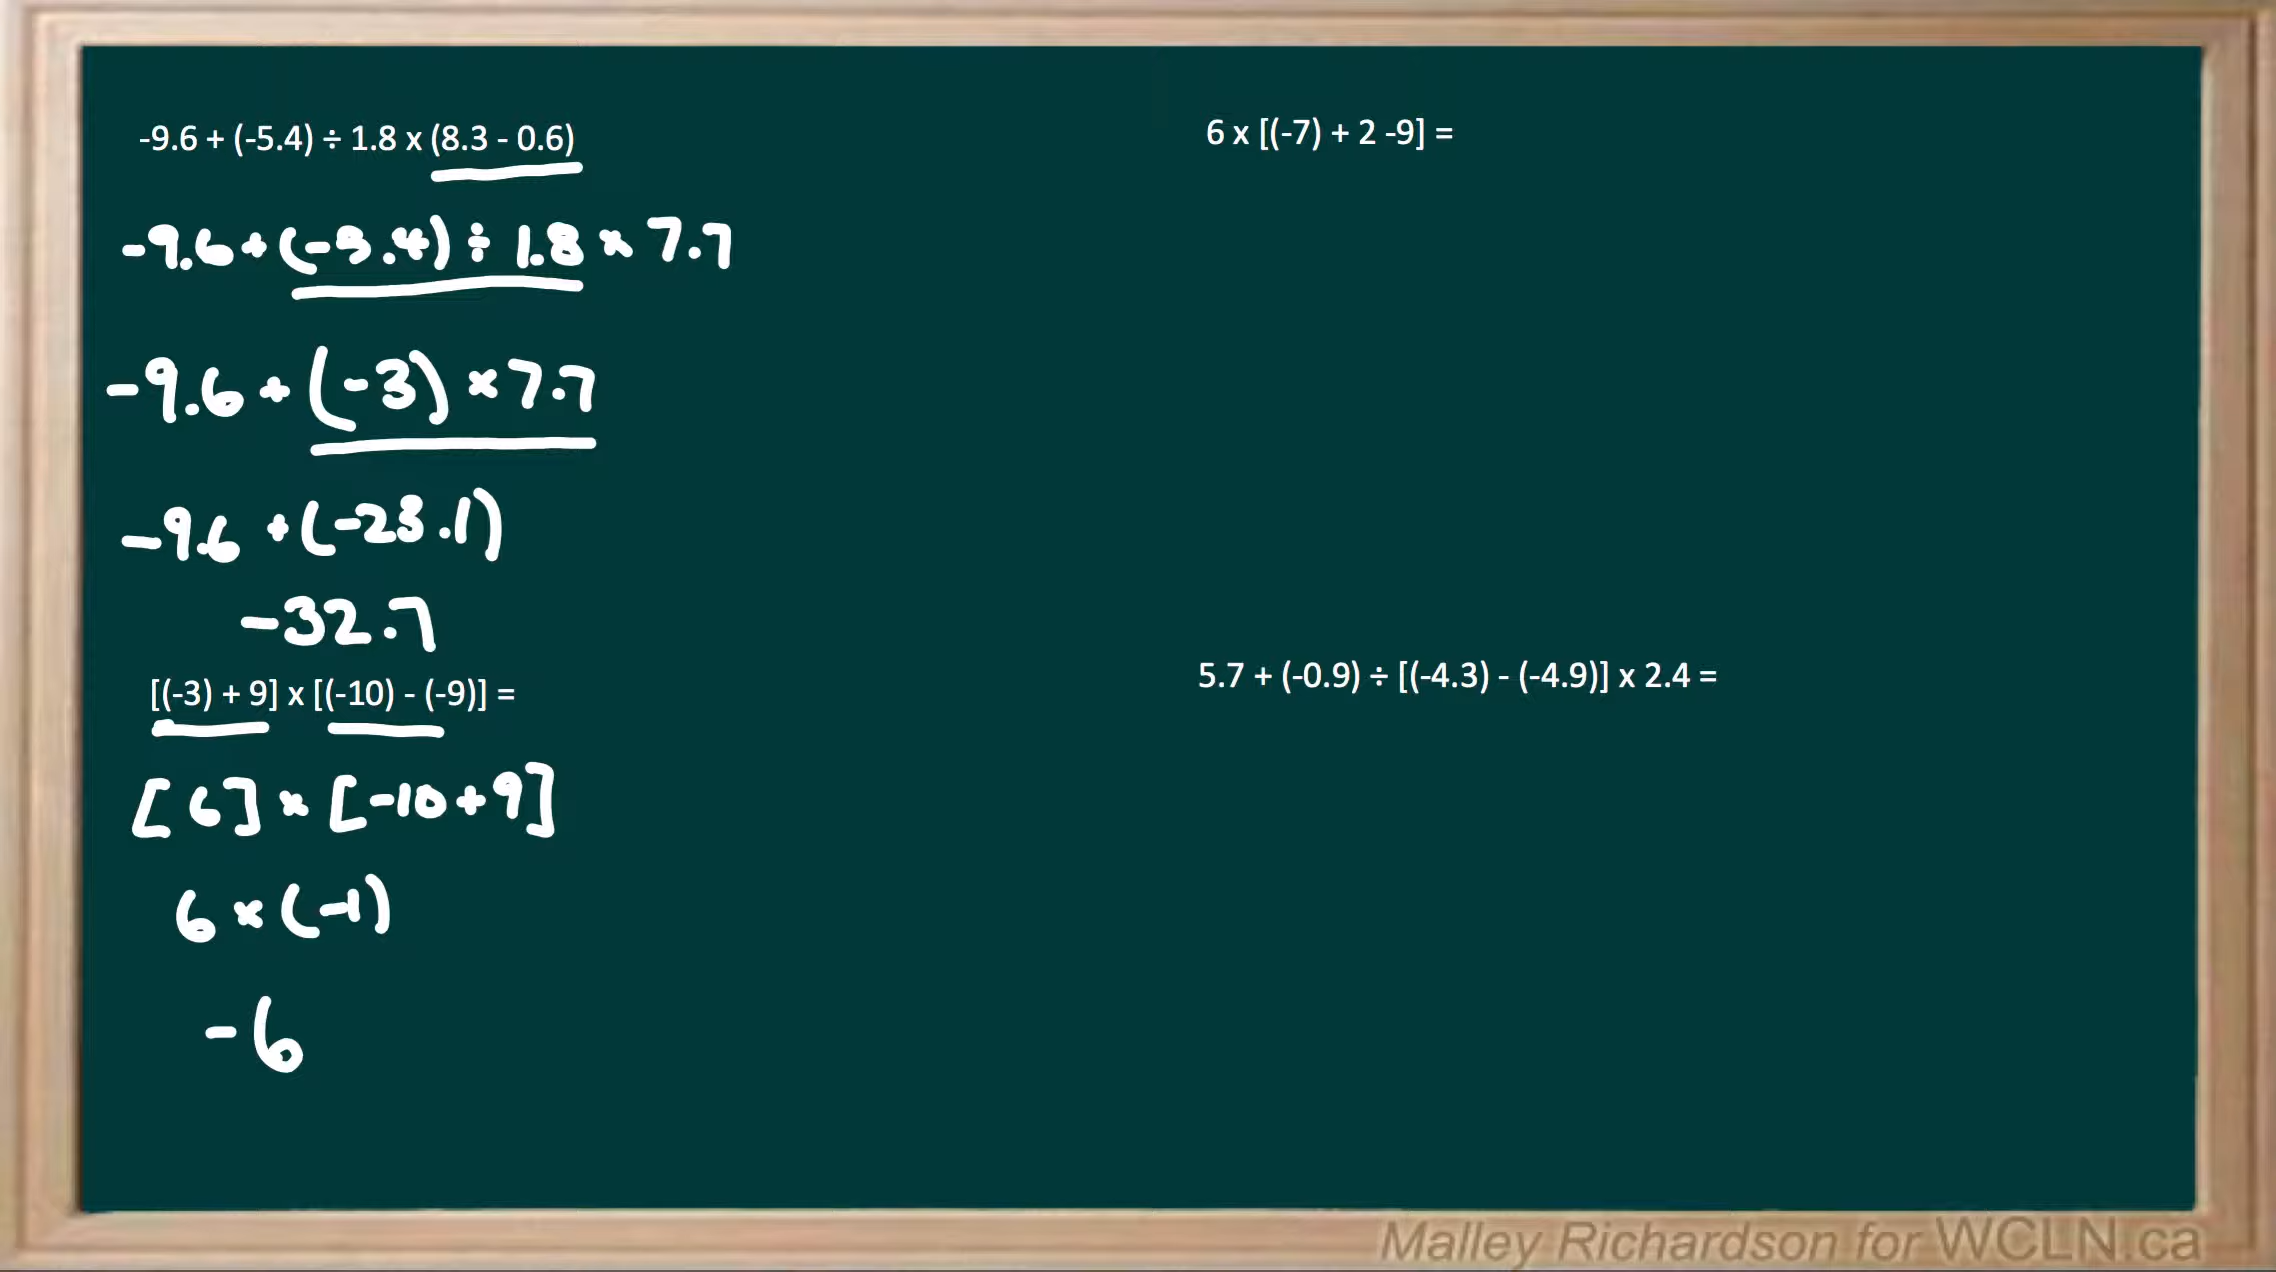 -9.6 + (-5.4) ÷ 1.8 x (8.3 - 0.6)
-9.6 + (-5.4) ÷ 1.8 × 7.7
-9.6 + (-3) × 7.7
-9.6 + (-23.1)
-32.7
[(-3) + 9] x [(-10) - (-9)] =
[6] × [-10 + 9]
6 × (-1)
-6
6 x [(-7) + 2 -9] =
5.7 + (-0.9) ÷ [(-4.3) - (-4.9)] x 2.4 =
Malley Richardson for WCLN.ca